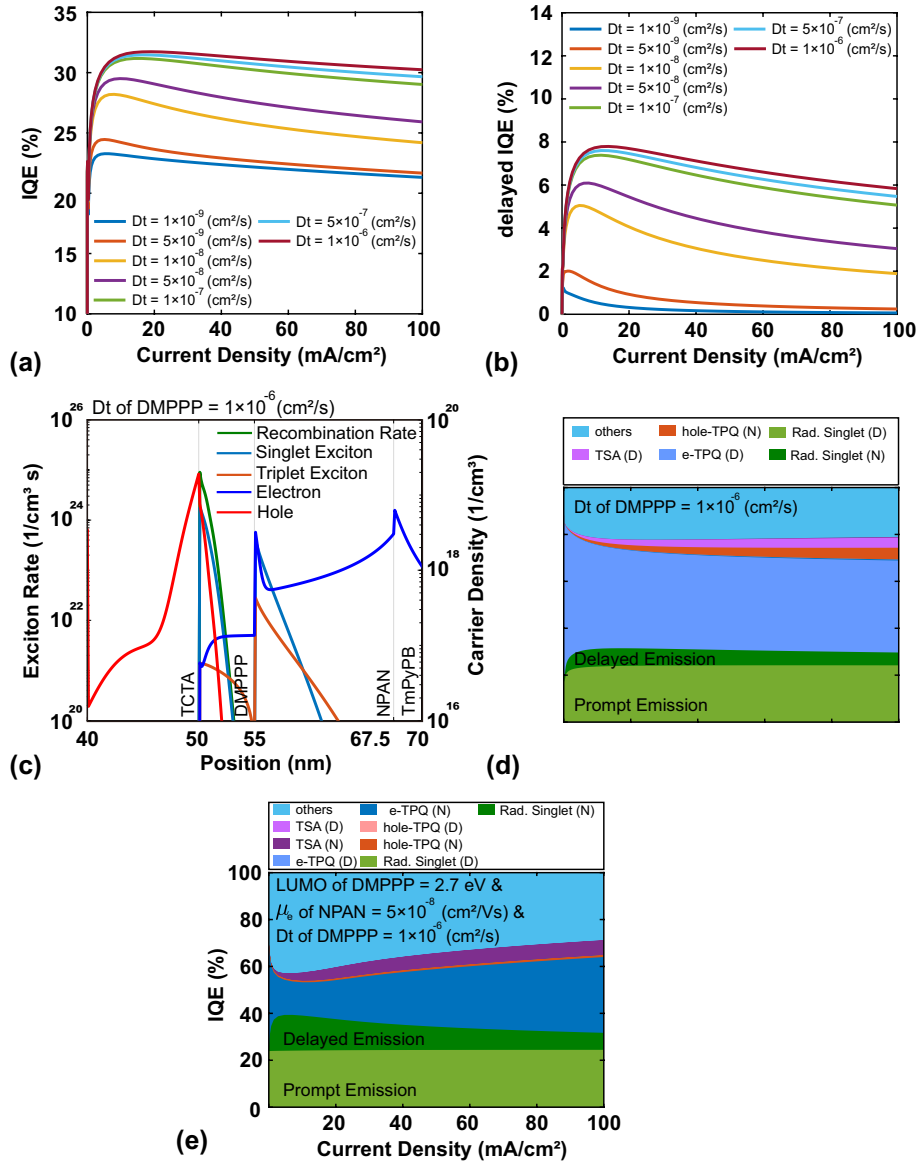 35
30
25
20
15
10
IQE (%)
Dt = 1×10⁻⁹ (cm²/s)
Dt = 5×10⁻⁹ (cm²/s)
Dt = 1×10⁻⁸ (cm²/s)
Dt = 5×10⁻⁸ (cm²/s)
Dt = 1×10⁻⁷ (cm²/s)
Dt = 5×10⁻⁷ (cm²/s)
Dt = 1×10⁻⁶ (cm²/s)
0 20 40 60 80 100
Current Density (mA/cm²)
(a)
14
12
10
8
6
4
2
0
delayed IQE (%)
Dt = 1×10⁻⁹ (cm²/s)
Dt = 5×10⁻⁹ (cm²/s)
Dt = 1×10⁻⁸ (cm²/s)
Dt = 5×10⁻⁸ (cm²/s)
Dt = 1×10⁻⁷ (cm²/s)
Dt = 5×10⁻⁷ (cm²/s)
Dt = 1×10⁻⁶ (cm²/s)
0 20 40 60 80 100
Current Density (mA/cm²)
(b)
Dt of DMPPP = 1×10⁻⁶ (cm²/s)
10²⁶
10²⁴
10²²
10²⁰
Exciton Rate (1/cm³ s)
Recombination Rate
Singlet Exciton
Triplet Exciton
Electron
Hole
TCTA
DMPPP
NPAN
TmPyPB
10²⁰
10¹⁸
10¹⁶
Carrier Density (1/cm³)
40 50 55 67.5 70
Position (nm)
(c)
others
hole-TPQ (N)
Rad. Singlet (D)
TSA (D)
e-TPQ (D)
Rad. Singlet (N)
Dt of DMPPP = 1×10⁻⁶ (cm²/s)
Delayed Emission
Prompt Emission
(d)
others
e-TPQ (N)
Rad. Singlet (N)
TSA (D)
hole-TPQ (D)
TSA (N)
hole-TPQ (N)
e-TPQ (D)
Rad. Singlet (D)
100
80
60
40
20
0
IQE (%)
LUMO of DMPPP = 2.7 eV &
μₑ of NPAN = 5×10⁻⁸ (cm²/Vs) &
Dt of DMPPP = 1×10⁻⁶ (cm²/s)
Delayed Emission
Prompt Emission
20 40 60 80 100
Current Density (mA/cm²)
(e)